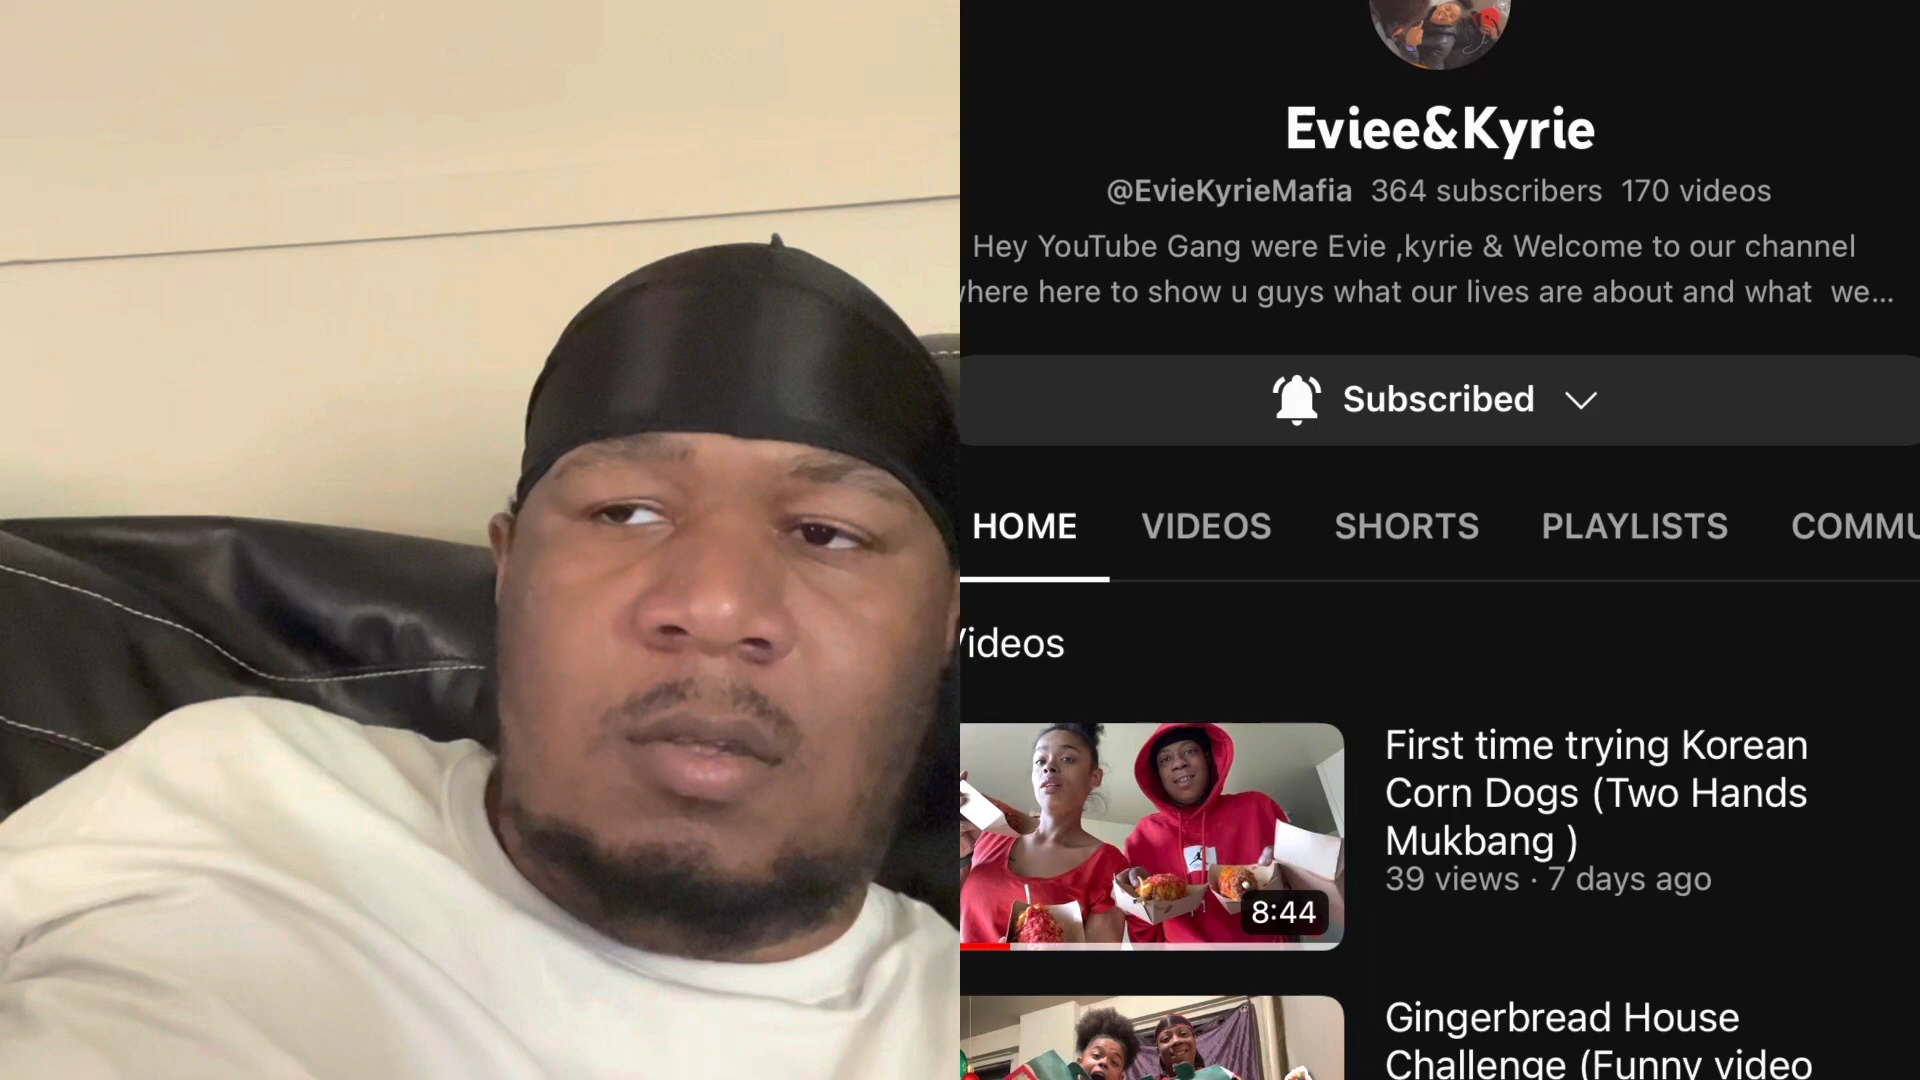 Eviee&Kyrie
@EvieKyrieMafia 364 subscribers 170 videos
Hey YouTube Gang were Evie ,kyrie & Welcome to our channel
where here to show u guys what our lives are about and what we...
Subscribed
HOME VIDEOS SHORTS PLAYLISTS COMMU
Videos
First time trying Korean
Corn Dogs (Two Hands
Mukbang )
39 views · 7 days ago
8:44
Gingerbread House
Challenge (Funny video